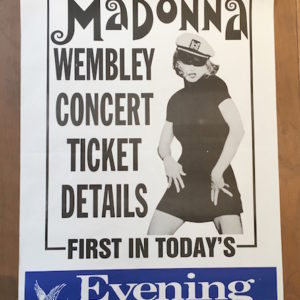 MADONNA
WEMBLEY
CONCERT
TICKET
DETAILS
FIRST IN TODAY'S
Evening